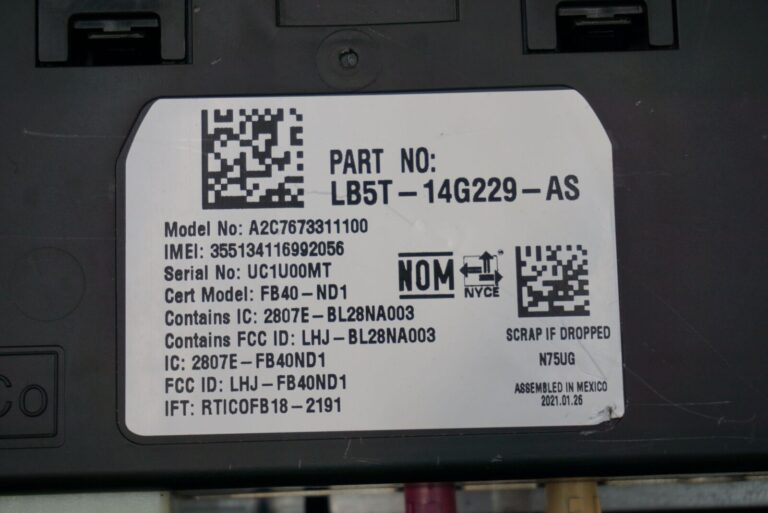 PART NO:
LB5T-14G229-AS
Model No: A2C7673311100
IMEI: 355134116992056
Serial No: UC1U00MT
Cert Model: FB40-ND1
Contains IC: 2807E-BL28NA003
Contains FCC ID: LHJ-BL28NA003
IC: 2807E-FB40ND1
FCC ID: LHJ-FB40ND1
IFT: RTICOFB18-2191
NOM
NYCE
SCRAP IF DROPPED
N75UG
ASSEMBLED IN MEXICO
2021.01.26